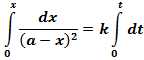 ∫₀ˣ dx/(a − x)² = k ∫₀ᵗ dt